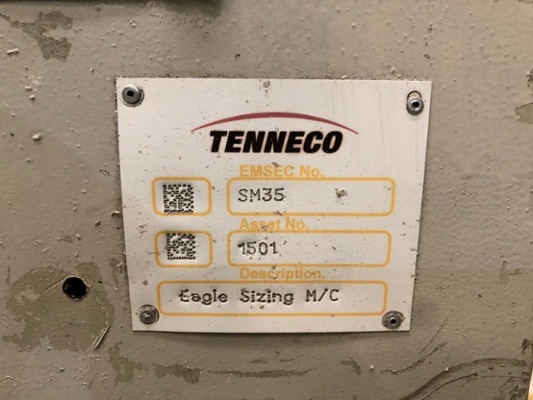 TENNECO
EMSEC No.
SM35
Asset No.
1501
Description.
Eagle Sizing M/C